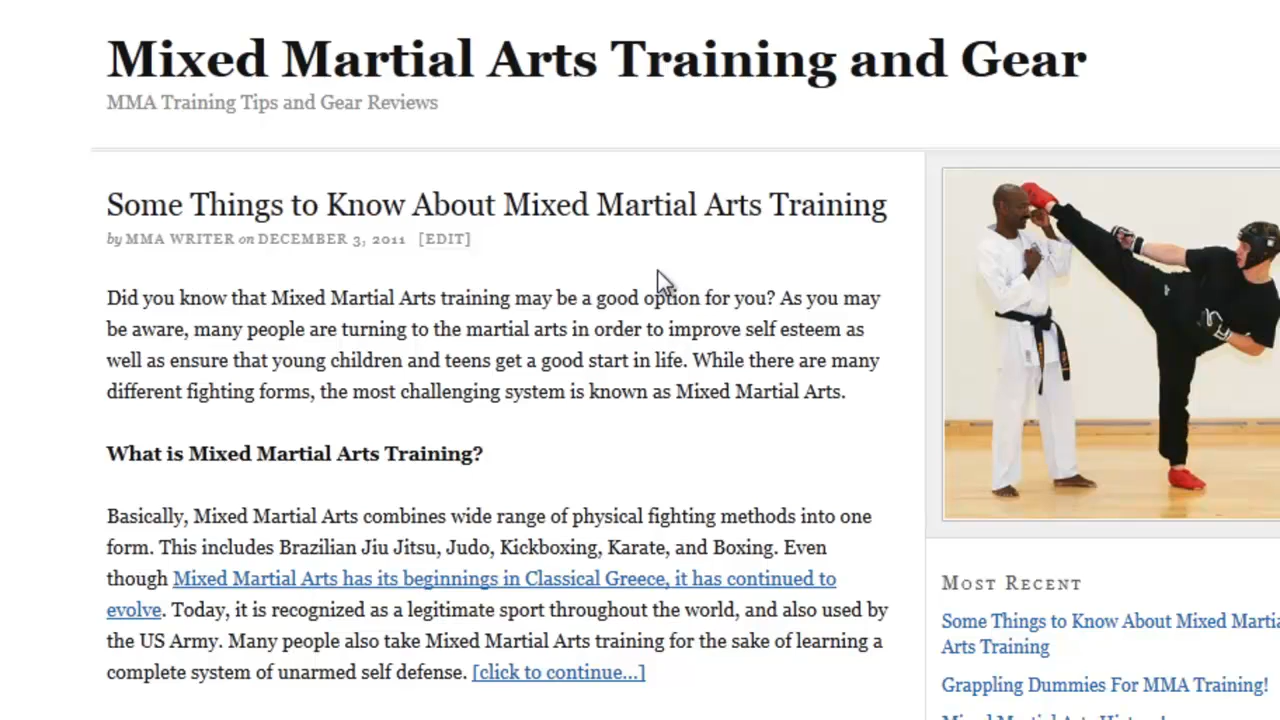 Mixed Martial Arts Training and Gear
MMA Training Tips and Gear Reviews
Some Things to Know About Mixed Martial Arts Training
by MMA WRITER on DECEMBER 3, 2011 [EDIT]
Did you know that Mixed Martial Arts training may be a good option for you? As you may
be aware, many people are turning to the martial arts in order to improve self esteem as
well as ensure that young children and teens get a good start in life. While there are many
different fighting forms, the most challenging system is known as Mixed Martial Arts.
What is Mixed Martial Arts Training?
Basically, Mixed Martial Arts combines wide range of physical fighting methods into one
form. This includes Brazilian Jiu Jitsu, Judo, Kickboxing, Karate, and Boxing. Even
though Mixed Martial Arts has its beginnings in Classical Greece, it has continued to
evolve. Today, it is recognized as a legitimate sport throughout the world, and also used by
the US Army. Many people also take Mixed Martial Arts training for the sake of learning a
complete system of unarmed self defense. [click to continue...]
MOST RECENT
Some Things to Know About Mixed Martia
Arts Training
Grappling Dummies For MMA Training!
Mixed Martial Arts History!